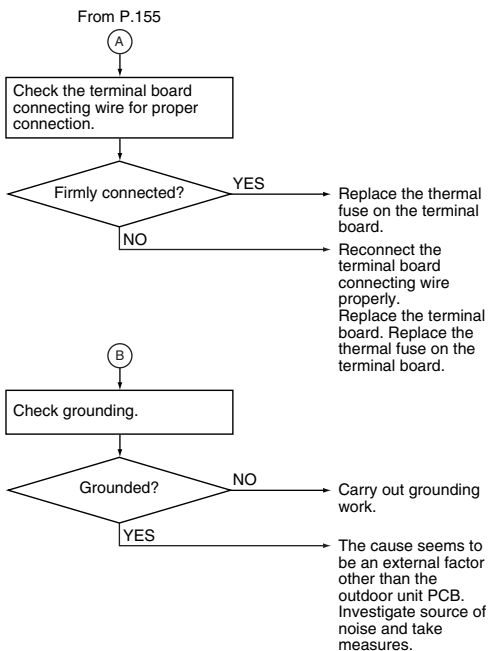 From P.155
A
Check the terminal board
connecting wire for proper
connection.
Firmly connected?
YES
Replace the thermal
fuse on the terminal
board.
NO
Reconnect the
terminal board
connecting wire
properly.
Replace the terminal
board. Replace the
thermal fuse on the
terminal board.
B
Check grounding.
Grounded?
NO
Carry out grounding
work.
YES
The cause seems to
be an external factor
other than the
outdoor unit PCB.
Investigate source of
noise and take
measures.